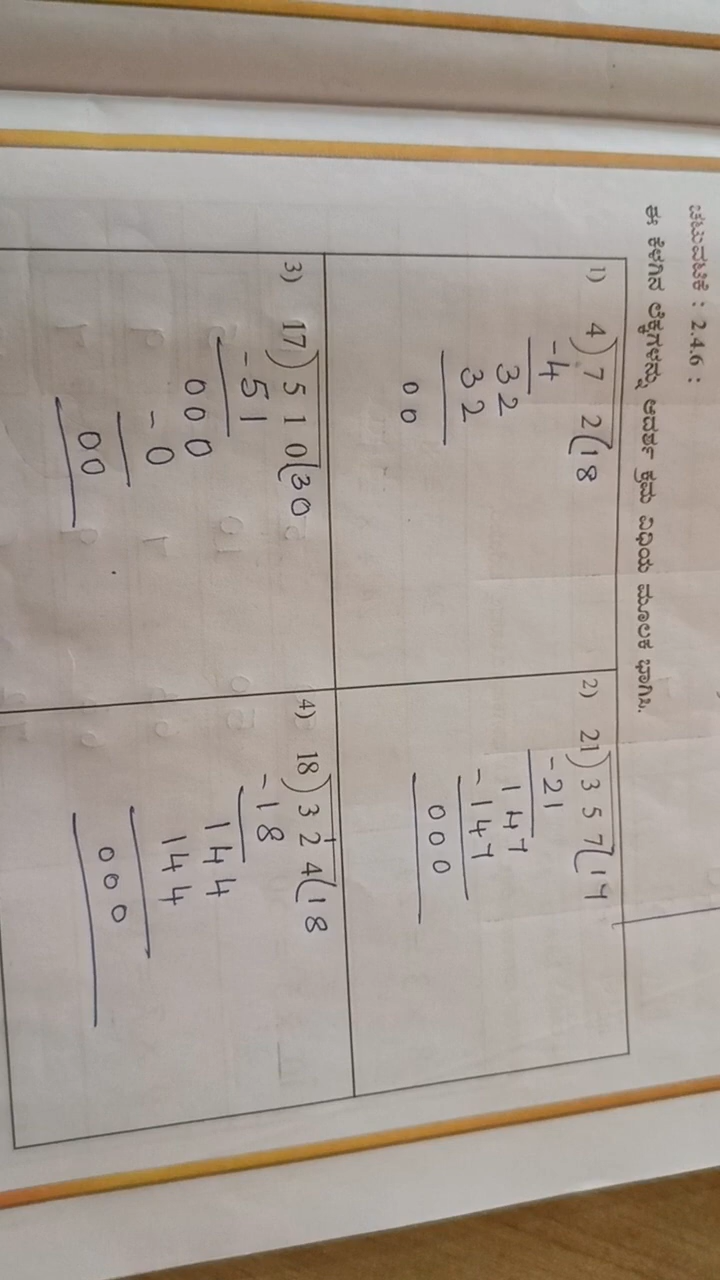 ಚಟುವಟಿಕೆ : 2.4.6 :
ಈ ಕೆಳಗಿನ ಲೆಕ್ಕಗಳನ್ನು ಆದರ್ಶ ಕ್ರಮ ವಿಧಿಯ ಮೂಲಕ ಭಾಗಿಸಿ.
1) 4)7 2(18
-4
32
32
00
2) 21)3 5 7(17
-21
147
-147
000
3) 17)5 1 0(30
-51
000
-0
00
4) 18)3 2 4(18
-18
144
144
000